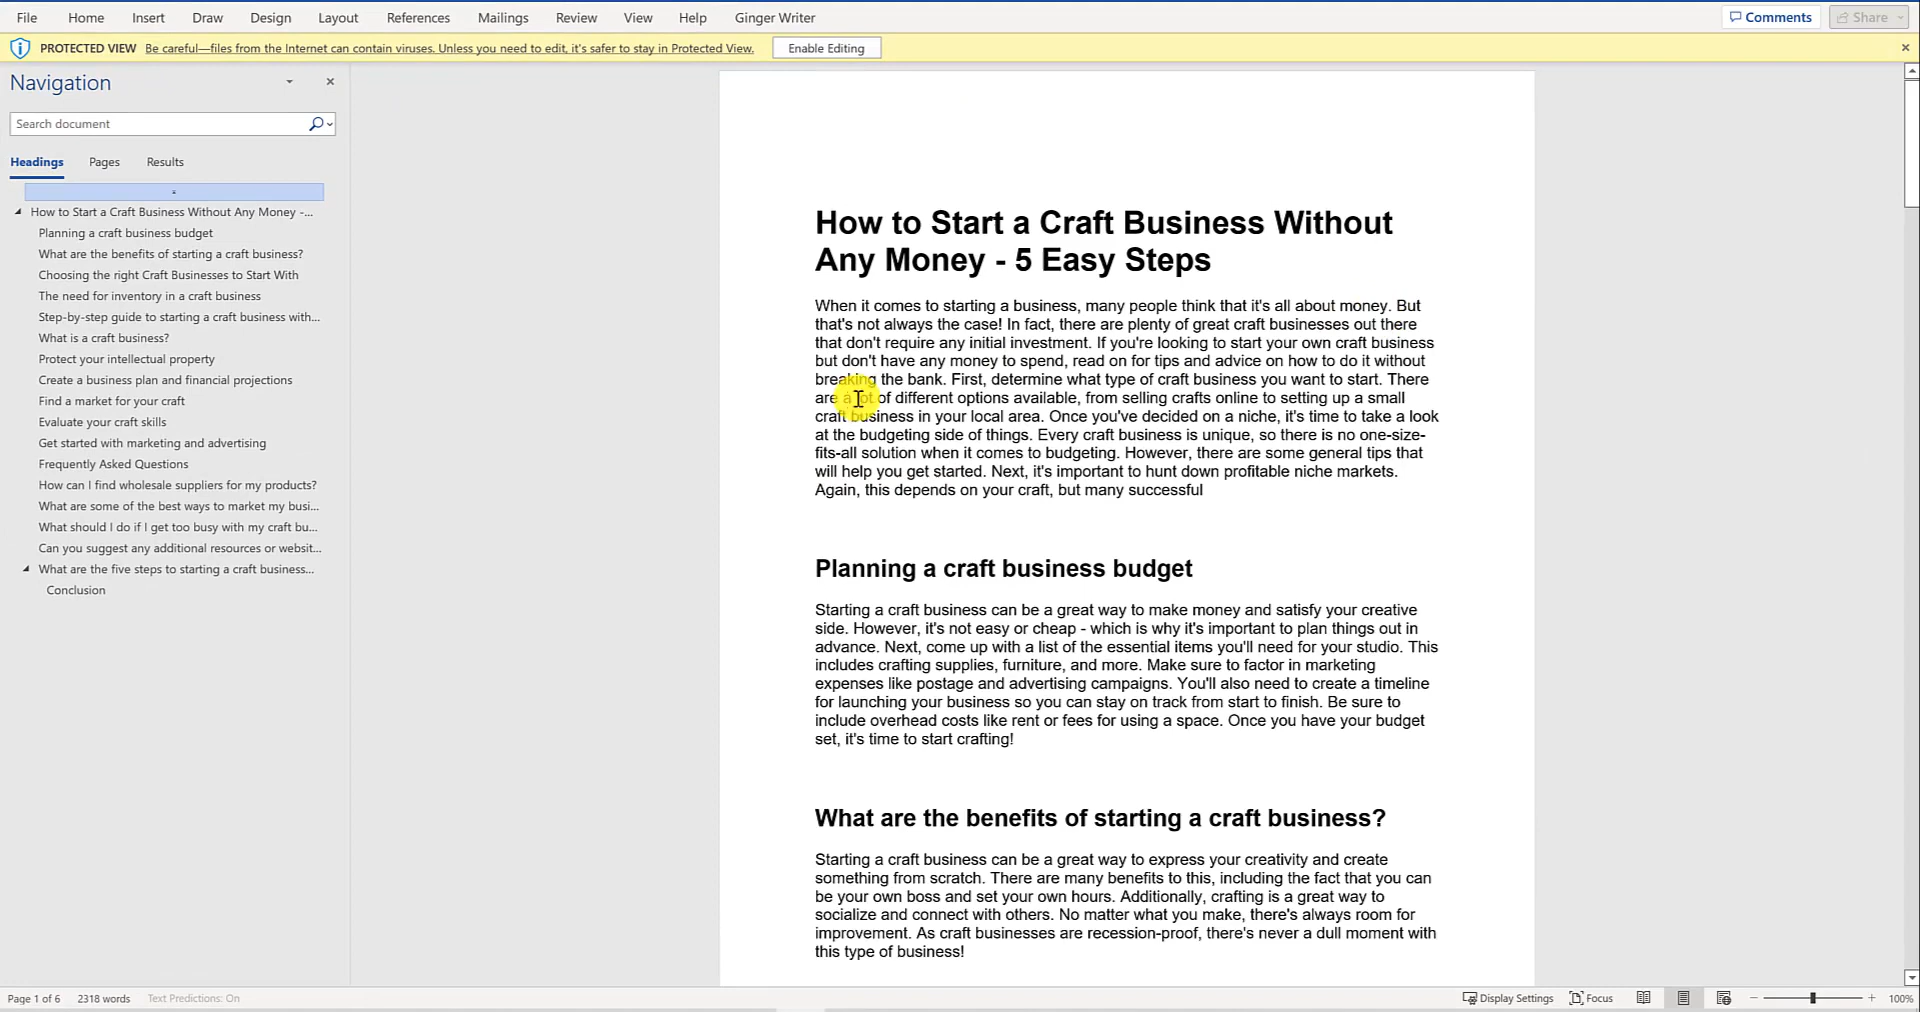 File Home Insert Draw Design Layout References Mailings Review View Help Ginger Writer Comments Share
PROTECTED VIEW Be careful—files from the Internet can contain viruses. Unless you need to edit, it's safer to stay in Protected View. Enable Editing
Navigation
Search document
Headings Pages Results
How to Start a Craft Business Without Any Money -...
Planning a craft business budget
What are the benefits of starting a craft business?
Choosing the right Craft Businesses to Start With
The need for inventory in a craft business
Step-by-step guide to starting a craft business with...
What is a craft business?
Protect your intellectual property
Create a business plan and financial projections
Find a market for your craft
Evaluate your craft skills
Get started with marketing and advertising
Frequently Asked Questions
How can I find wholesale suppliers for my products?
What are some of the best ways to market my busi...
What should I do if I get too busy with my craft bu...
Can you suggest any additional resources or websit...
What are the five steps to starting a craft business...
Conclusion
How to Start a Craft Business Without
Any Money - 5 Easy Steps
When it comes to starting a business, many people think that it's all about money. But
that's not always the case! In fact, there are plenty of great craft businesses out there
that don't require any initial investment. If you're looking to start your own craft business
but don't have any money to spend, read on for tips and advice on how to do it without
breaking the bank. First, determine what type of craft business you want to start. There
are a lot of different options available, from selling crafts online to setting up a small
craft business in your local area. Once you've decided on a niche, it's time to take a look
at the budgeting side of things. Every craft business is unique, so there is no one-size-
fits-all solution when it comes to budgeting. However, there are some general tips that
will help you get started. Next, it's important to hunt down profitable niche markets.
Again, this depends on your craft, but many successful
Planning a craft business budget
Starting a craft business can be a great way to make money and satisfy your creative
side. However, it's not easy or cheap - which is why it's important to plan things out in
advance. Next, come up with a list of the essential items you'll need for your studio. This
includes crafting supplies, furniture, and more. Make sure to factor in marketing
expenses like postage and advertising campaigns. You'll also need to create a timeline
for launching your business so you can stay on track from start to finish. Be sure to
include overhead costs like rent or fees for using a space. Once you have your budget
set, it's time to start crafting!
What are the benefits of starting a craft business?
Starting a craft business can be a great way to express your creativity and create
something from scratch. There are many benefits to this, including the fact that you can
be your own boss and set your own hours. Additionally, crafting is a great way to
socialize and connect with others. No matter what you make, there's always room for
improvement. As craft businesses are recession-proof, there's never a dull moment with
this type of business!
Page 1 of 6 2318 words Text Predictions: On Display Settings Focus 100%